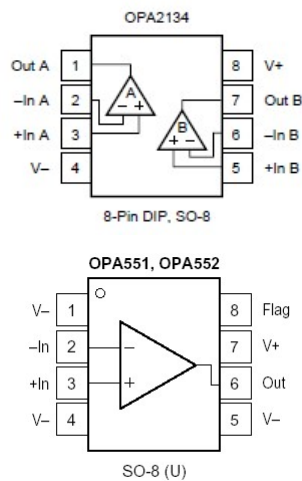 OPA2134
Out A 1 8 V+
–In A 2 A 7 Out B
– +
+In A 3 B 6 –In B
+ –
V– 4 5 +In B
8-Pin DIP, SO-8
OPA551, OPA552
V– 1 8 Flag
–In 2 – 7 V+
+In 3 + 6 Out
V– 4 5 V–
SO-8 (U)